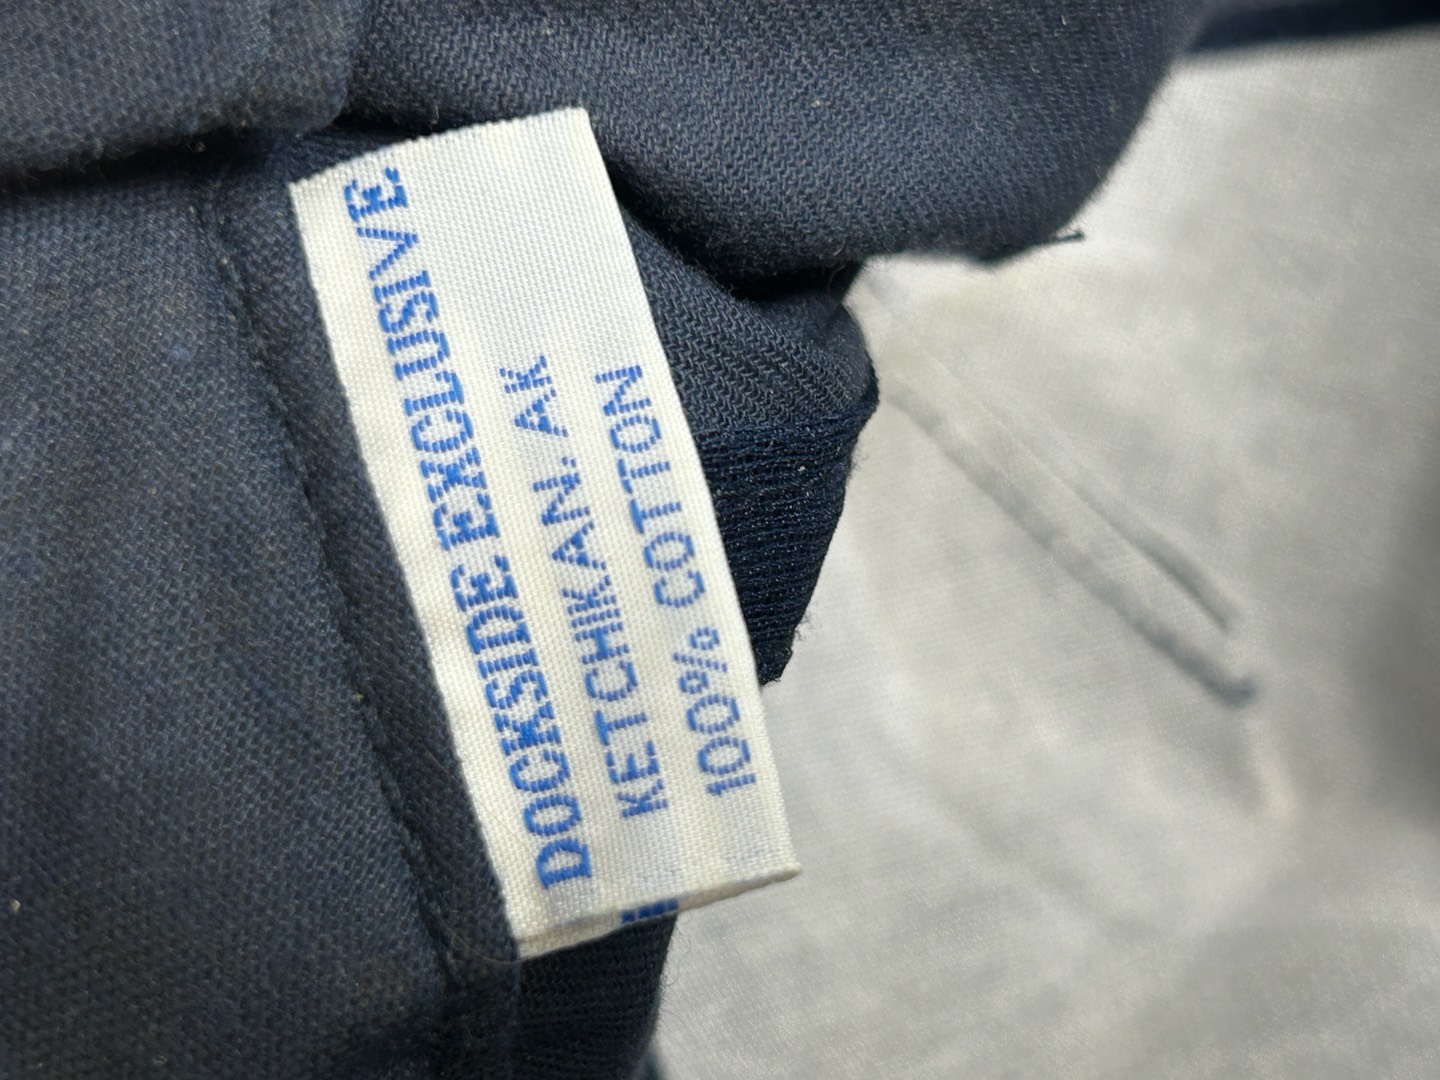 DOCKSIDE EXCLUSIVE
KETCHIKAN. AK
100% COTTON